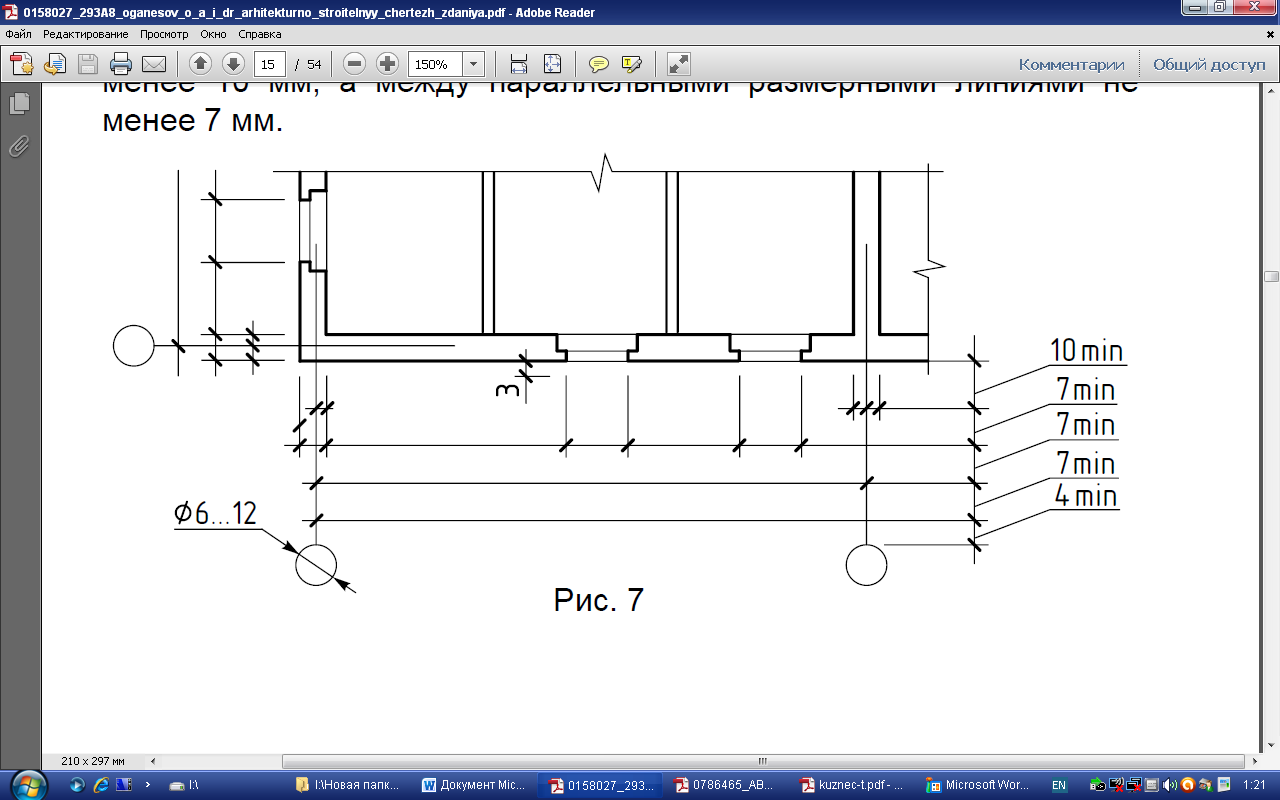 0158027_293A8_oganesov_o_a_i_dr_arhitekturno_stroitelnyy_chertezh_zdaniya.pdf - Adobe Reader
Файл Редактирование Просмотр Окно Справка
15 / 54 150% Комментарии Общий доступ
менее 10 мм, а между параллельными размерными линиями не
менее 7 мм.
10 min
7 min
3
7 min
7 min
4 min
Ø6...12
Рис. 7
210 x 297 мм
I:\ I:\Новая папк... Документ Mic... 0158027_293... 0786465_AB... kuznec-t.pdf - ... Microsoft Wor... EN 1:21